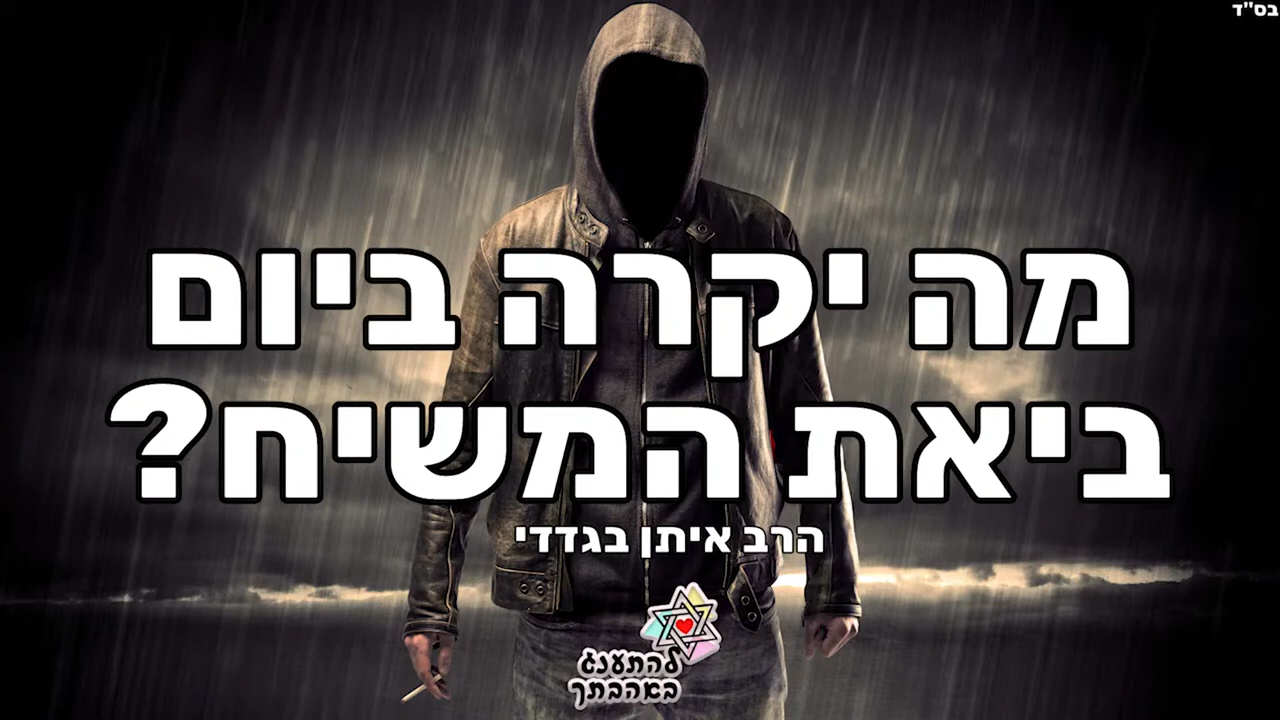 בס"ד
מה יקרה ביום
ביאת המשיח?
הרב איתן בגדדי
להתענג
באהבתך